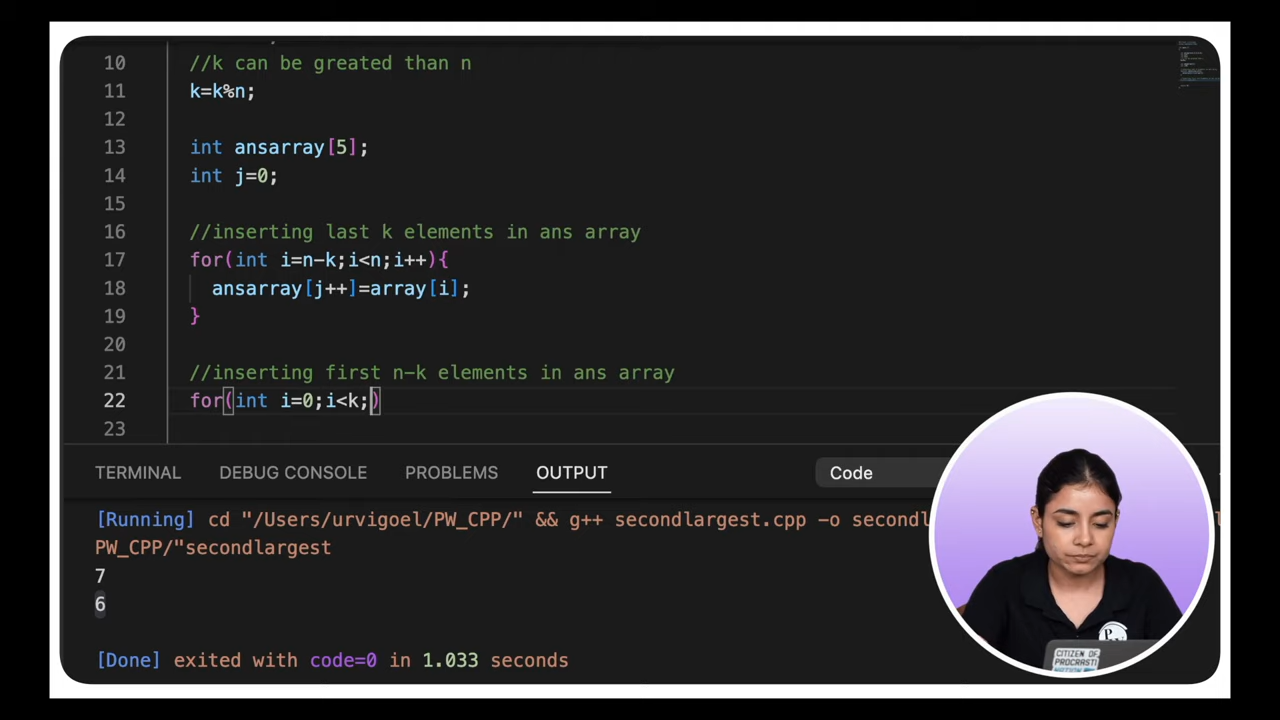 10 //k can be greated than n
11 k=k%n;
12
13 int ansarray[5];
14 int j=0;
15
16 //inserting last k elements in ans array
17 for(int i=n-k;i<n;i++){
18 ansarray[j++]=array[i];
19 }
20
21 //inserting first n-k elements in ans array
22 for(int i=0;i<k;)
23
TERMINAL DEBUG CONSOLE PROBLEMS OUTPUT Code
[Running] cd "/Users/urvigoel/PW_CPP/" && g++ secondlargest.cpp -o secondl
PW_CPP/"secondlargest
7
6
[Done] exited with code=0 in 1.033 seconds
CITIZEN OF
PROCRASTI